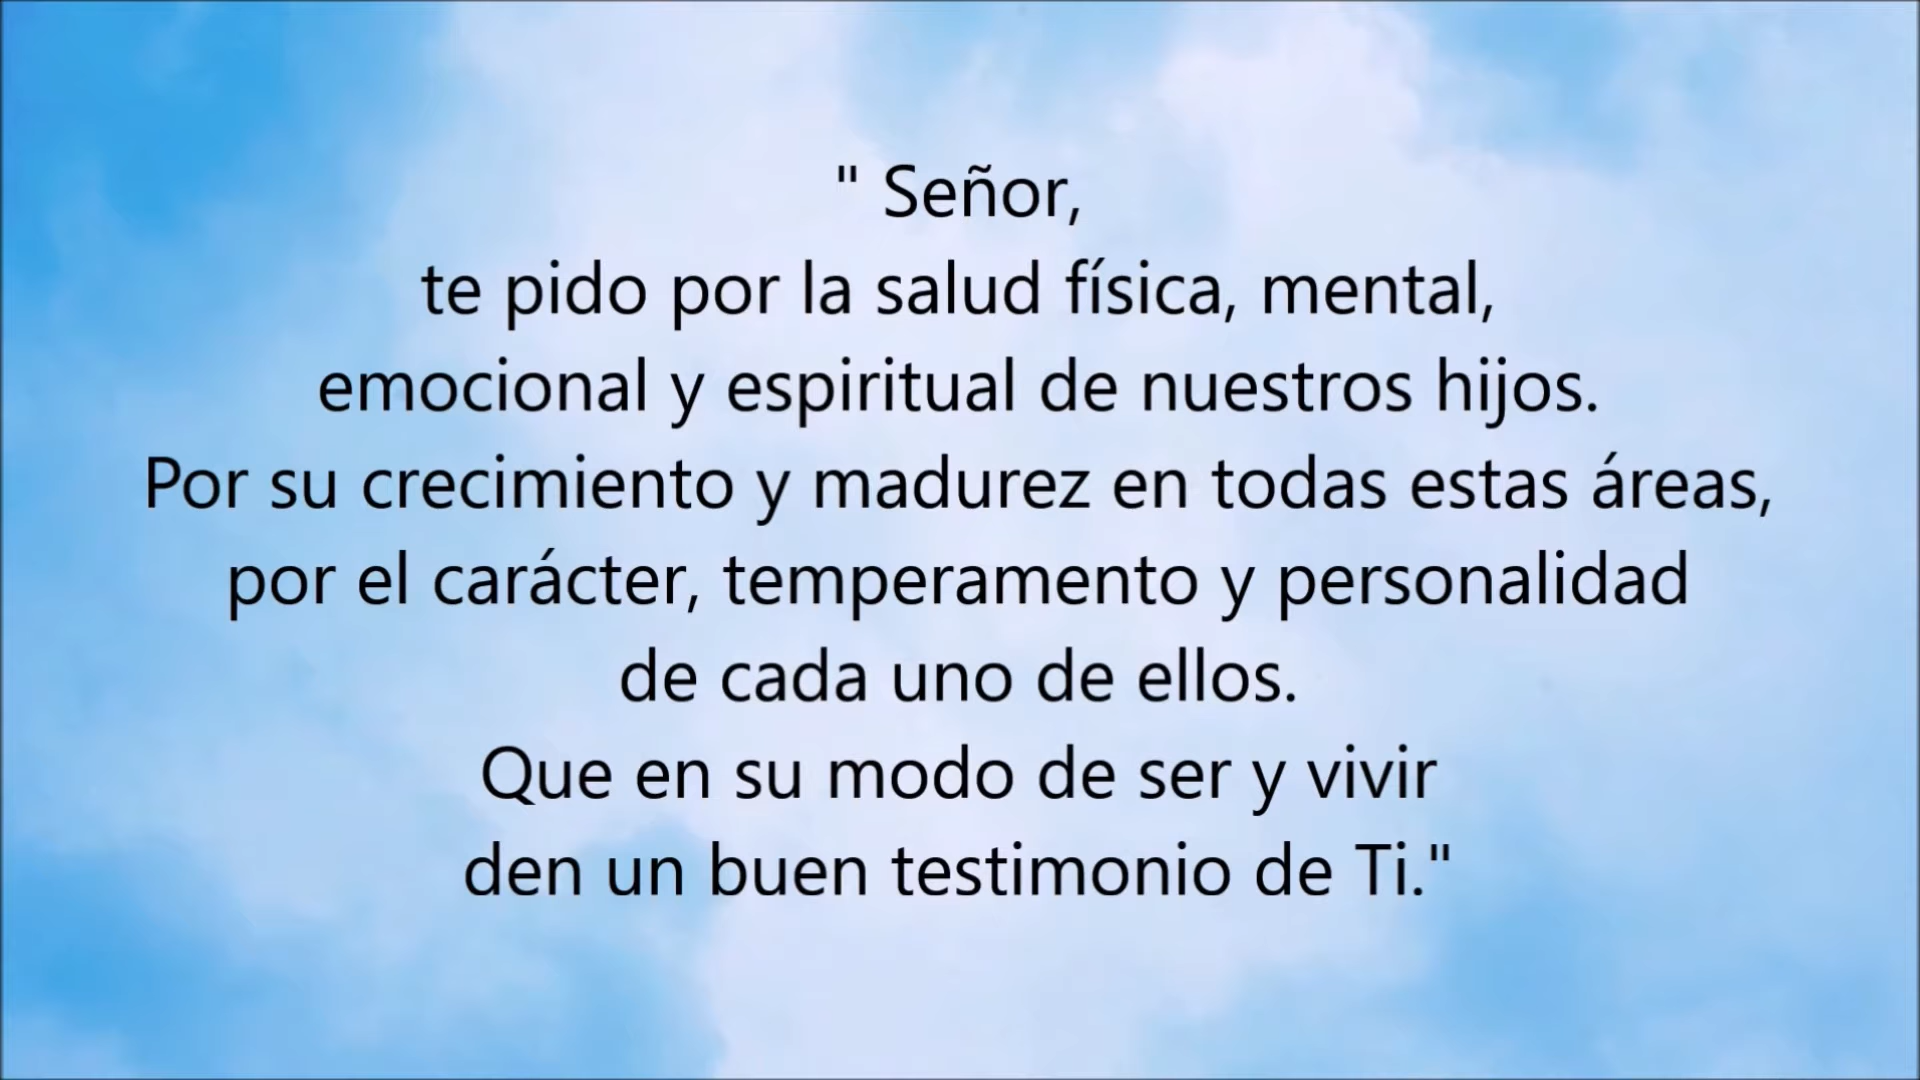 " Señor,
te pido por la salud física, mental,
emocional y espiritual de nuestros hijos.
Por su crecimiento y madurez en todas estas áreas,
por el carácter, temperamento y personalidad
de cada uno de ellos.
Que en su modo de ser y vivir
den un buen testimonio de Ti."